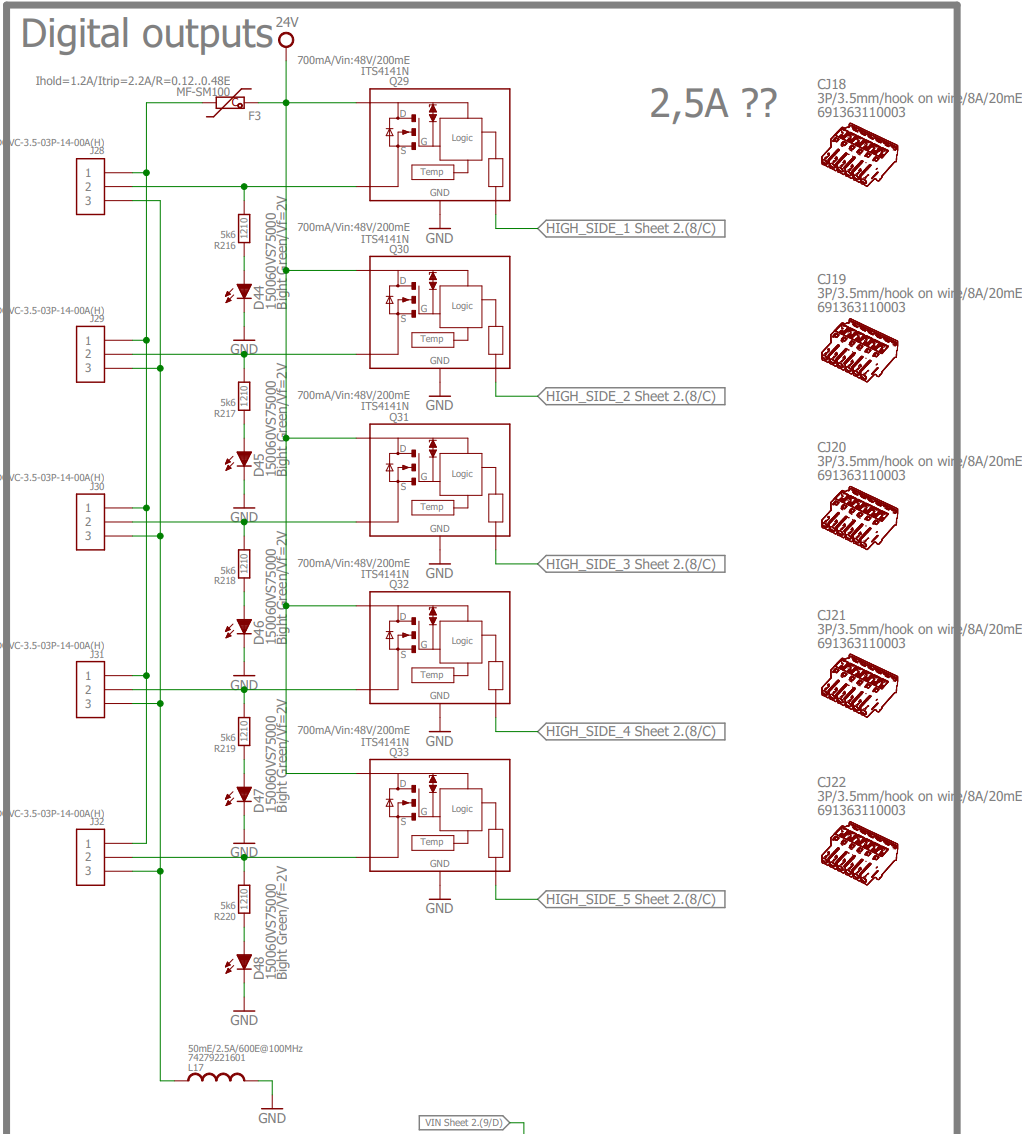 Digital outputs
24V
Ihold=1.2A/Itrip=2.2A/R=0.12..0.48E
MF-SM100
F3
2,5A ??
700mA/Vin:48V/200mE
ITS4141N
Q29
D
G
S
Logic
Temp
GND
GND
HIGH_SIDE_1 Sheet 2.(8/C)
CJ18
3P/3.5mm/hook on wire/8A/20mE
691363110003
VC-3.5-03P-14-00A(H)
J28
1
2
3
5k6
R216
1210
D44
150060VS75000
Bight Green/Vf=2V
GND
700mA/Vin:48V/200mE
ITS4141N
Q30
D
G
S
Logic
Temp
GND
GND
HIGH_SIDE_2 Sheet 2.(8/C)
CJ19
3P/3.5mm/hook on wire/8A/20mE
691363110003
VC-3.5-03P-14-00A(H)
J29
1
2
3
5k6
R217
1210
D45
150060VS75000
Bight Green/Vf=2V
GND
700mA/Vin:48V/200mE
ITS4141N
Q31
D
G
S
Logic
Temp
GND
GND
HIGH_SIDE_3 Sheet 2.(8/C)
CJ20
3P/3.5mm/hook on wire/8A/20mE
691363110003
VC-3.5-03P-14-00A(H)
J30
1
2
3
5k6
R218
1210
D46
150060VS75000
Bight Green/Vf=2V
GND
700mA/Vin:48V/200mE
ITS4141N
Q32
D
G
S
Logic
Temp
GND
GND
HIGH_SIDE_4 Sheet 2.(8/C)
CJ21
3P/3.5mm/hook on wire/8A/20mE
691363110003
VC-3.5-03P-14-00A(H)
J31
1
2
3
5k6
R219
1210
D47
150060VS75000
Bight Green/Vf=2V
GND
700mA/Vin:48V/200mE
ITS4141N
Q33
D
G
S
Logic
Temp
GND
GND
HIGH_SIDE_5 Sheet 2.(8/C)
CJ22
3P/3.5mm/hook on wire/8A/20mE
691363110003
VC-3.5-03P-14-00A(H)
J32
1
2
3
5k6
R220
1210
D48
150060VS75000
Bight Green/Vf=2V
GND
50mE/2.5A/600E@100MHz
74279221601
L17
GND
VIN Sheet 2.(9/D)